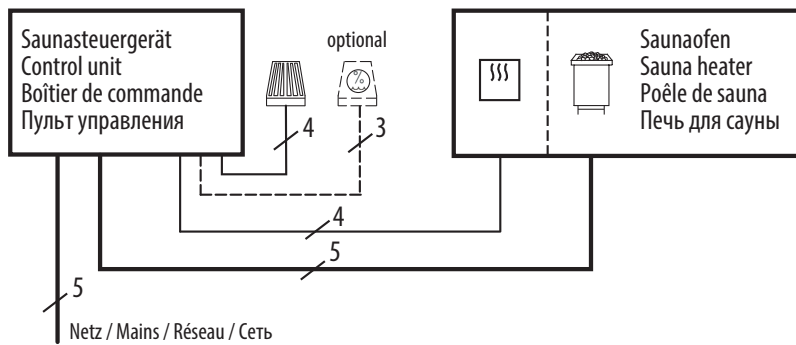 Saunasteuergerät
Control unit
Boîtier de commande
Пульт управления
optional
%
4
3
Saunaofen
Sauna heater
Poêle de sauna
Печь для сауны
4
5
5
Netz / Mains / Réseau / Сеть